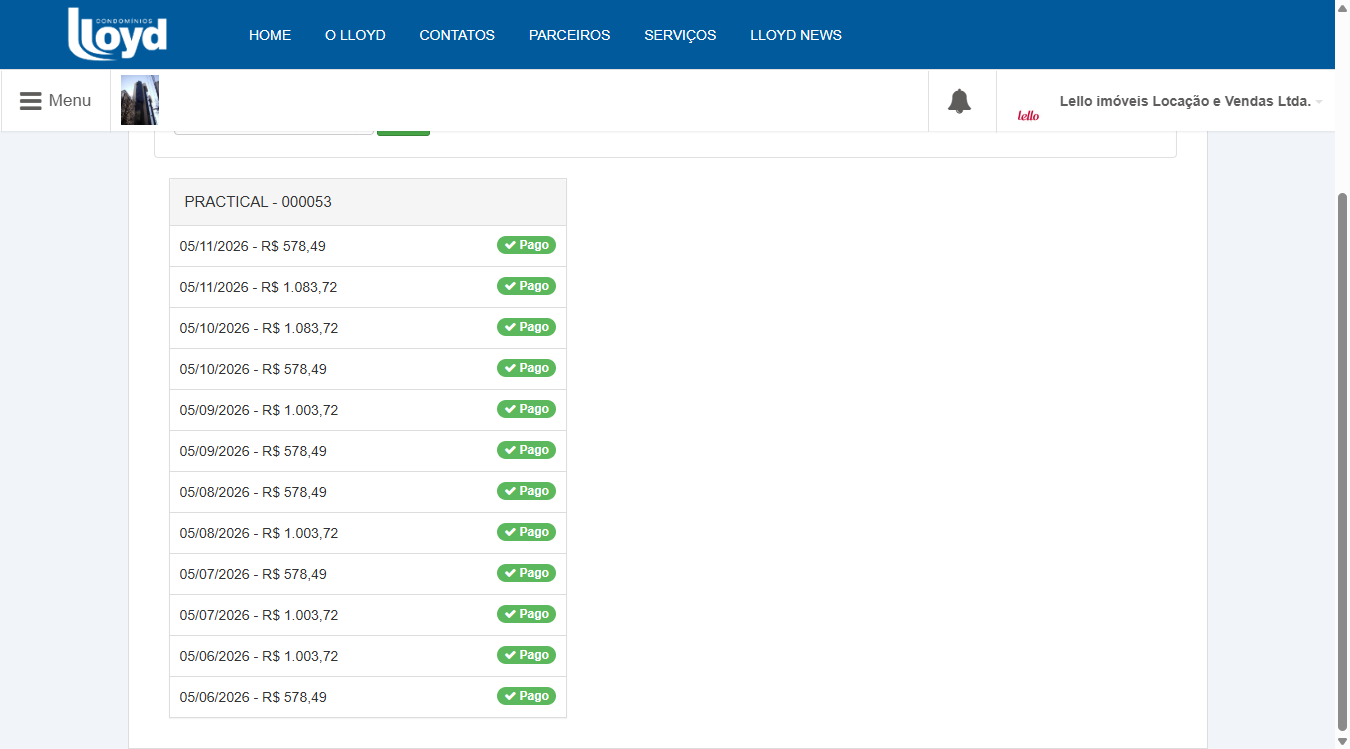 CONDOMÍNIOS
Lloyd
HOME O LLOYD CONTATOS PARCEIROS SERVIÇOS LLOYD NEWS
Menu
lello
Lello imóveis Locação e Vendas Ltda.
PRACTICAL - 000053
05/11/2026 - R$ 578,49 Pago
05/11/2026 - R$ 1.083,72 Pago
05/10/2026 - R$ 1.083,72 Pago
05/10/2026 - R$ 578,49 Pago
05/09/2026 - R$ 1.003,72 Pago
05/09/2026 - R$ 578,49 Pago
05/08/2026 - R$ 578,49 Pago
05/08/2026 - R$ 1.003,72 Pago
05/07/2026 - R$ 578,49 Pago
05/07/2026 - R$ 1.003,72 Pago
05/06/2026 - R$ 1.003,72 Pago
05/06/2026 - R$ 578,49 Pago